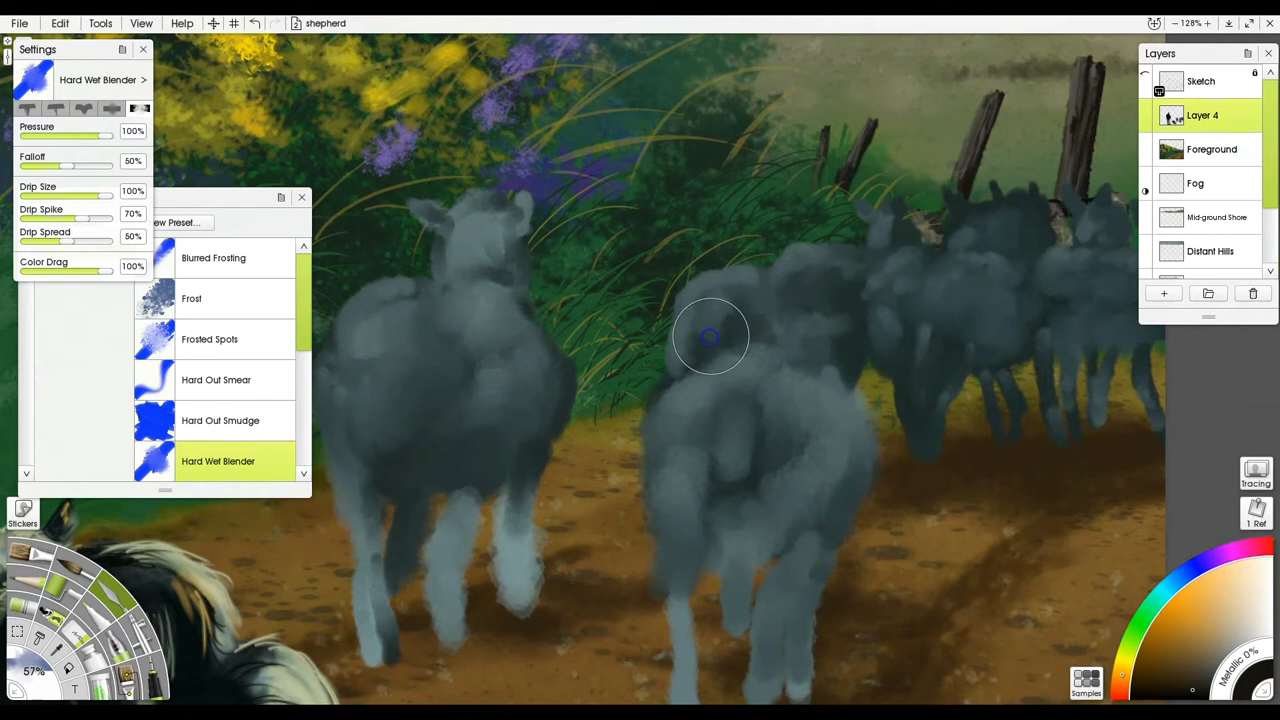 File Edit Tools View Help shepherd 128%
Settings
Hard Wet Blender >
Pressure 100%
Falloff 50%
Drip Size 100%
Drip Spike 70%
Drip Spread 50%
Color Drag 100%
ew Preset...
Blurred Frosting
Frost
Frosted Spots
Hard Out Smear
Hard Out Smudge
Hard Wet Blender
Layers
Sketch
Layer 4
Foreground
Fog
Mid-ground Shore
Distant Hills
Tracing
1 Ref
Stickers
57%
T
Samples
Metallic 0%